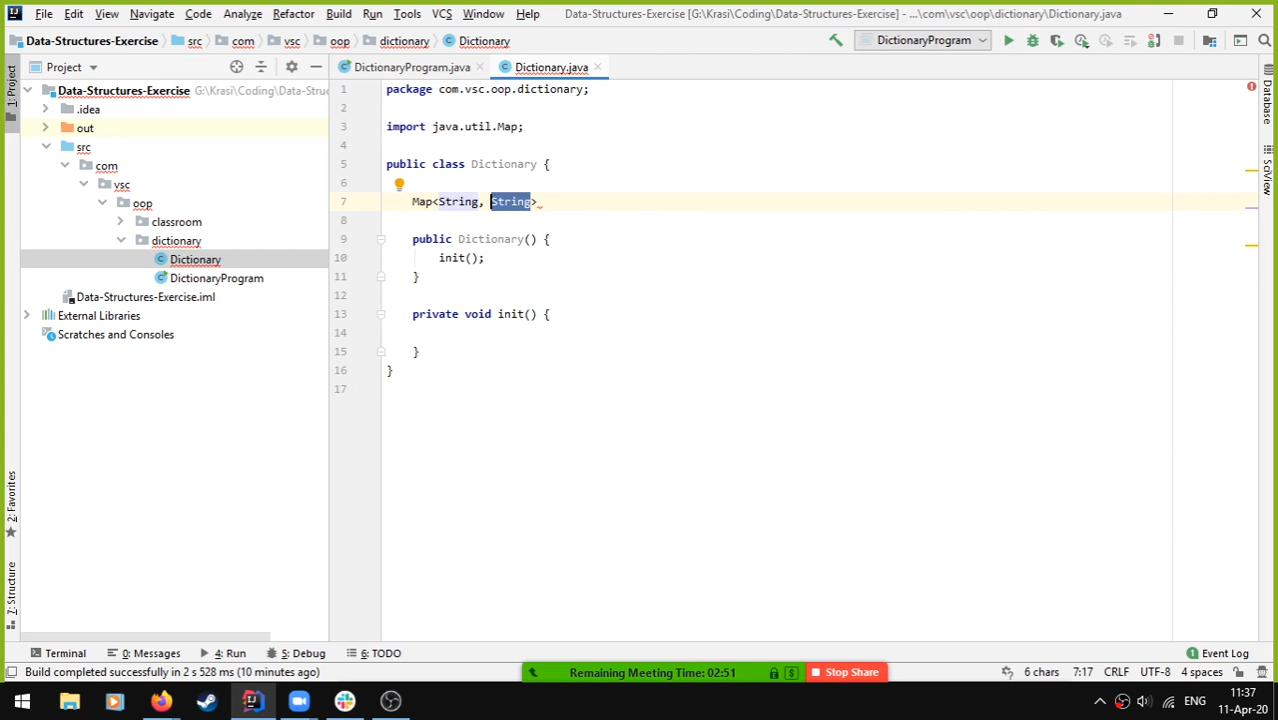 File Edit View Navigate Code Analyze Refactor Build Run Tools VCS Window Help Data-Structures-Exercise [G:\Krasi\Coding\Data-Structures-Exercise] - ...\com\vsc\oop\dictionary\Dictionary.java
Data-Structures-Exercise src com vsc oop dictionary Dictionary DictionaryProgram
Project DictionaryProgram.java Dictionary.java
1: Project
Data-Structures-Exercise G:\Krasi\Coding\Data-Struc
.idea
out
src
com
vsc
oop
classroom
dictionary
Dictionary
DictionaryProgram
Data-Structures-Exercise.iml
External Libraries
Scratches and Consoles
1 package com.vsc.oop.dictionary;
2
3 import java.util.Map;
4
5 public class Dictionary {
6
7 Map<String, String>
8
9 public Dictionary() {
10 init();
11 }
12
13 private void init() {
14
15 }
16 }
17
Database
SciView
2: Favorites
7: Structure
Terminal 0: Messages 4: Run 5: Debug 6: TODO 1 Event Log
Build completed successfully in 2 s 528 ms (10 minutes ago) Remaining Meeting Time: 02:51 $ Stop Share 6 chars 7:17 CRLF UTF-8 4 spaces
ENG 11:37
11-Apr-20